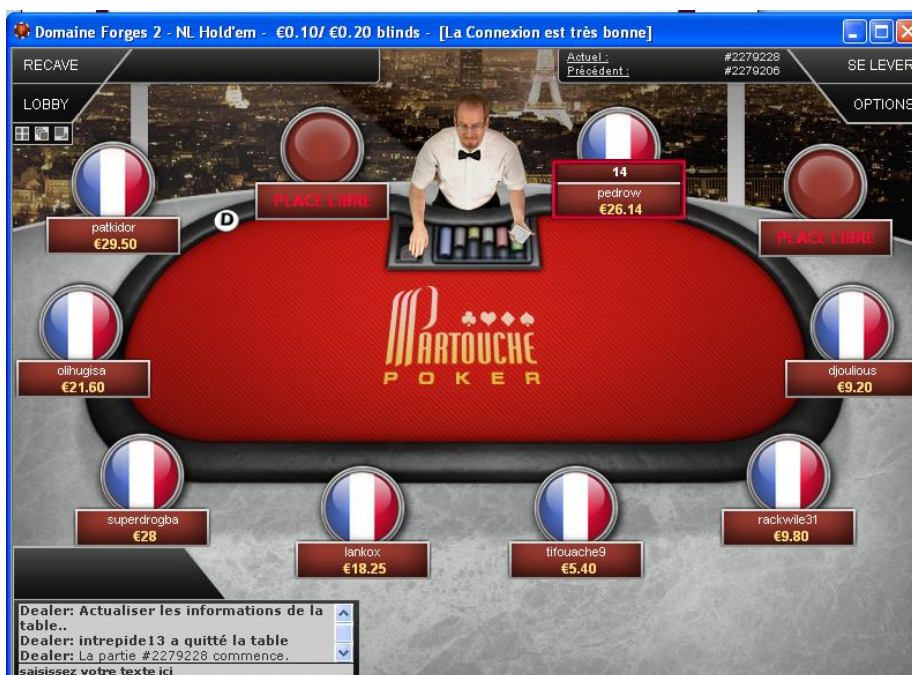 Domaine Forges 2 - NL Hold'em - €0.10/ €0.20 blinds - [La Connexion est très bonne]
RECAVE
Actuel : #2279228
Précédent : #2279206
SE LEVER
LOBBY
OPTIONS
PLACE LIBRE
14
pedrow
€26.14
PLACE LIBRE
patkidor
€29.50
D
PARTOUCHE
POKER
olihugisa
€21.60
djoulious
€9.20
superdrogba
€28
lankox
€18.25
tifouache9
€5.40
rackwile31
€9.80
Dealer: Actualiser les informations de la
table..
Dealer: intrepide13 a quitté la table
Dealer: La partie #2279228 commence.
saisissez votre texte ici